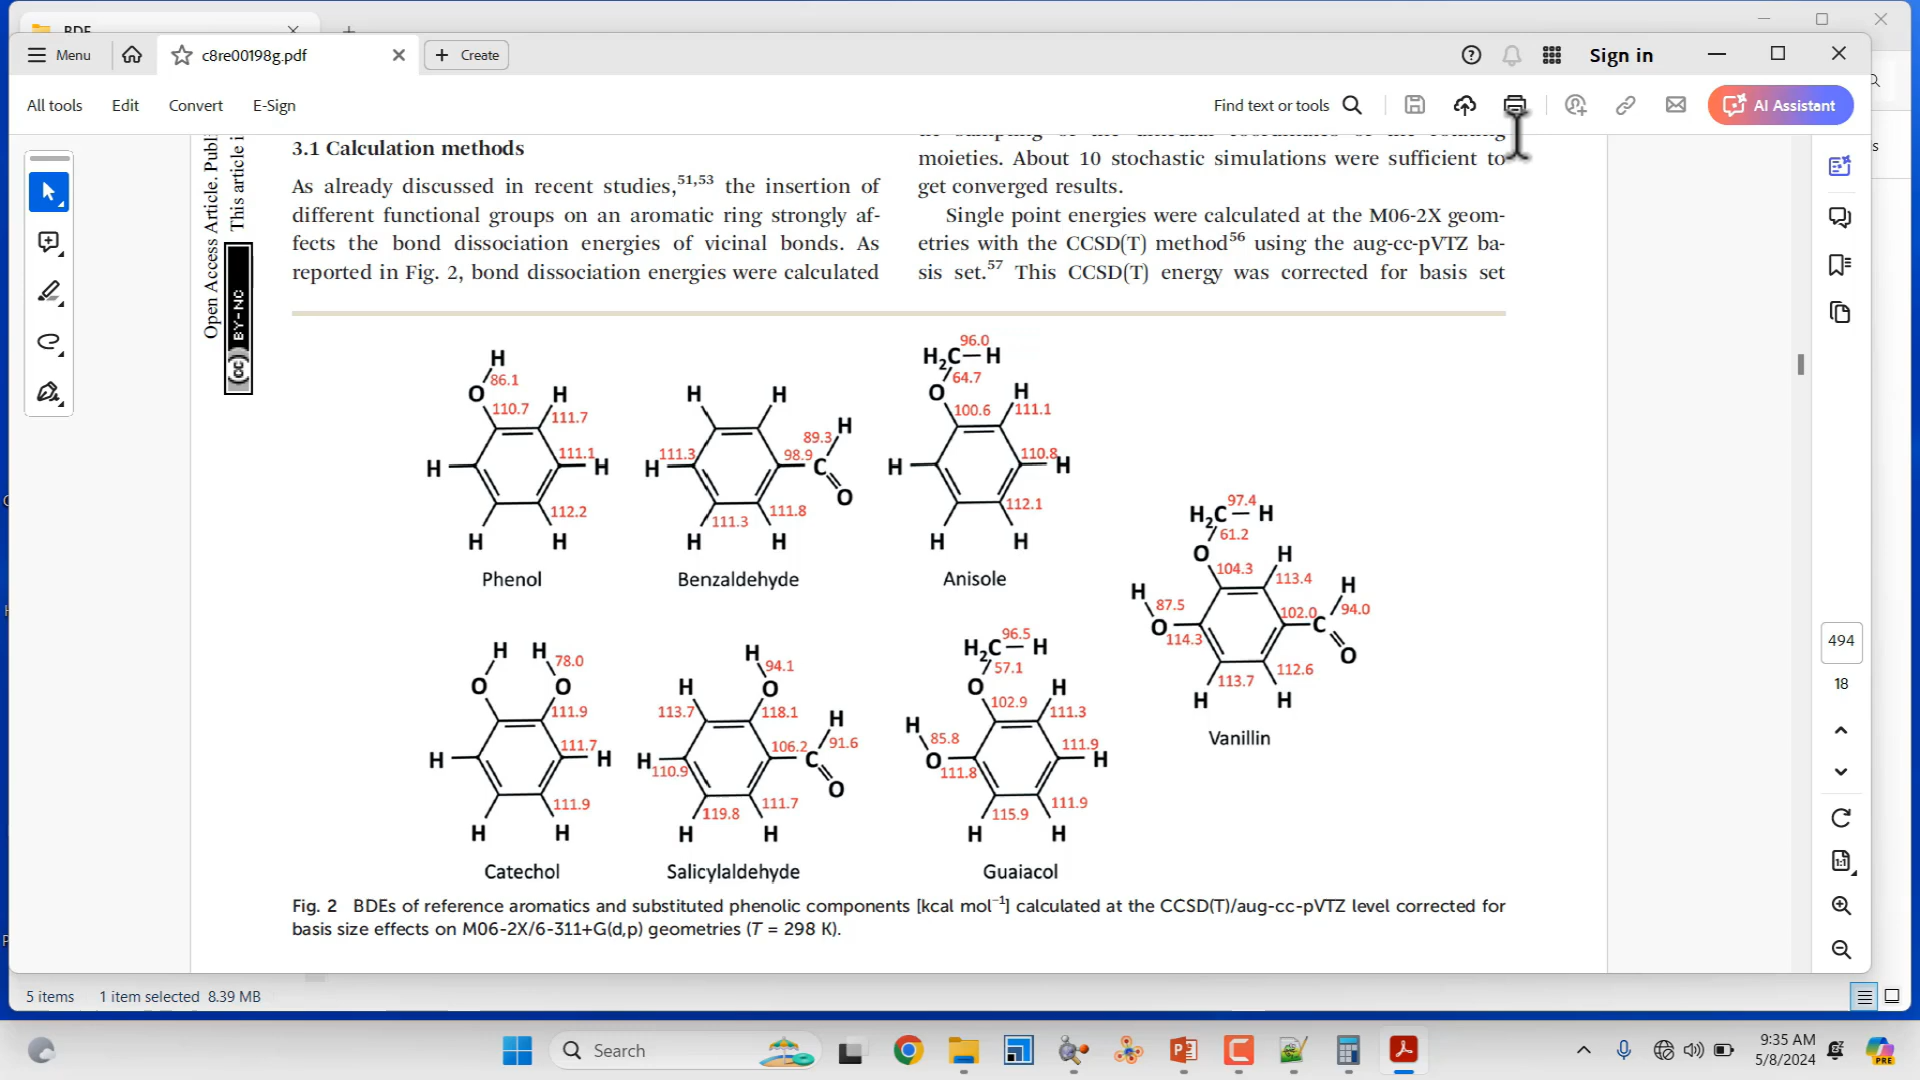 BDE
Menu
c8re00198g.pdf
Create
Sign in
All tools
Edit
Convert
E-Sign
Find text or tools
AI Assistant
Open Access Article. Publ
This article i
(cc) BY-NC
3.1 Calculation methods
As already discussed in recent studies,51,53 the insertion of
different functional groups on an aromatic ring strongly af-
fects the bond dissociation energies of vicinal bonds. As
reported in Fig. 2, bond dissociation energies were calculated
moieties. About 10 stochastic simulations were sufficient to
get converged results.
Single point energies were calculated at the M06-2X geom-
etries with the CCSD(T) method56 using the aug-cc-pVTZ ba-
sis set.57 This CCSD(T) energy was corrected for basis set
H
86.1
O
H
110.7
111.7
111.1
H
H
112.2
H
H
Phenol
H
H
H
89.3
111.3
98.9
H
C
O
111.8
111.3
H
H
Benzaldehyde
96.0
H2C—H
64.7
O
H
100.6
111.1
110.8
H
H
112.1
H
H
Anisole
97.4
H2C—H
61.2
O
H
104.3
113.4
H
H
87.5
102.0
94.0
O
C
114.3
O
112.6
113.7
H
H
Vanillin
H
H
78.0
O
O
111.9
111.7
H
H
111.9
H
H
Catechol
H
94.1
H
O
113.7
118.1
H
106.2
91.6
H
C
110.9
O
111.7
119.8
H
H
Salicylaldehyde
96.5
H2C—H
57.1
O
H
102.9
111.3
H
85.8
111.9
O
H
111.8
111.9
115.9
H
H
Guaiacol
Fig. 2 BDEs of reference aromatics and substituted phenolic components [kcal mol−1] calculated at the CCSD(T)/aug-cc-pVTZ level corrected for
basis size effects on M06-2X/6-311+G(d,p) geometries (T = 298 K).
494
18
1:1
5 items
1 item selected 8.39 MB
Search
9:35 AM
5/8/2024
PRE